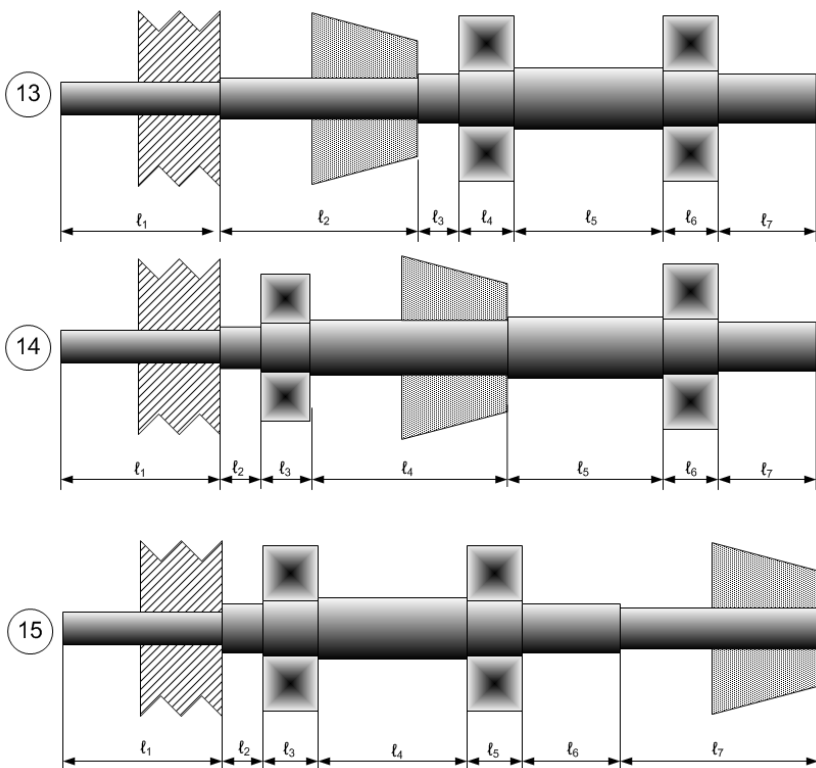 13
ℓ₁ ℓ₂ ℓ₃ ℓ₄ ℓ₅ ℓ₆ ℓ₇
14
ℓ₁ ℓ₂ ℓ₃ ℓ₄ ℓ₅ ℓ₆ ℓ₇
15
ℓ₁ ℓ₂ ℓ₃ ℓ₄ ℓ₅ ℓ₆ ℓ₇